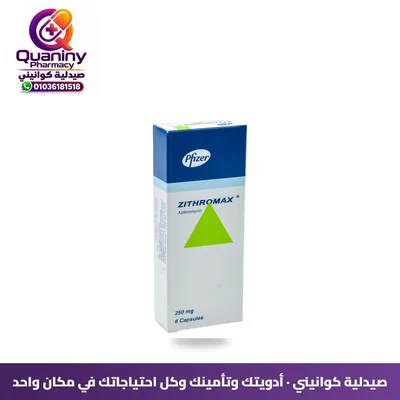 Quaniny
Pharmacy
صيدلية كوانيني
01036181518
Pfizer
ZITHROMAX®
Azithromycin
250 mg
6 Capsules
صيدلية كوانيني - أدويتك وتأمينك وكل احتياجاتك في مكان واحد